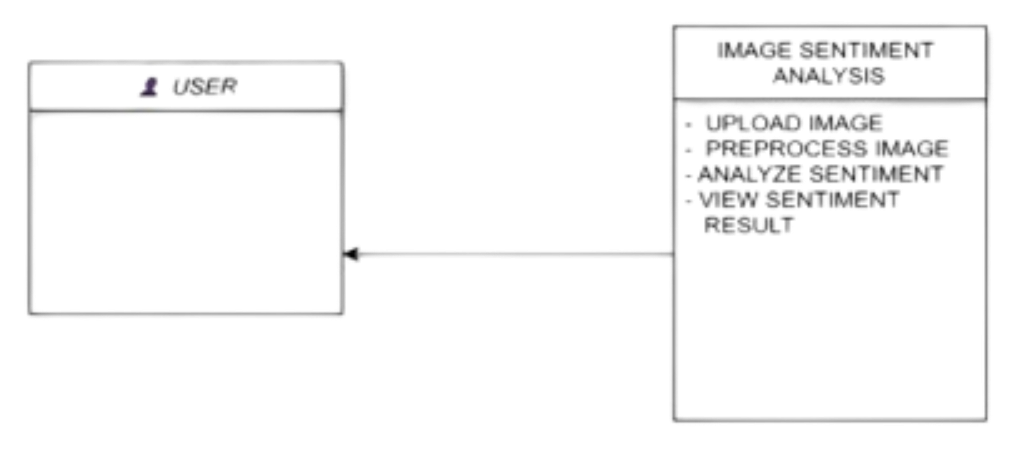 USER
IMAGE SENTIMENT
ANALYSIS
- UPLOAD IMAGE
- PREPROCESS IMAGE
- ANALYZE SENTIMENT
- VIEW SENTIMENT
RESULT